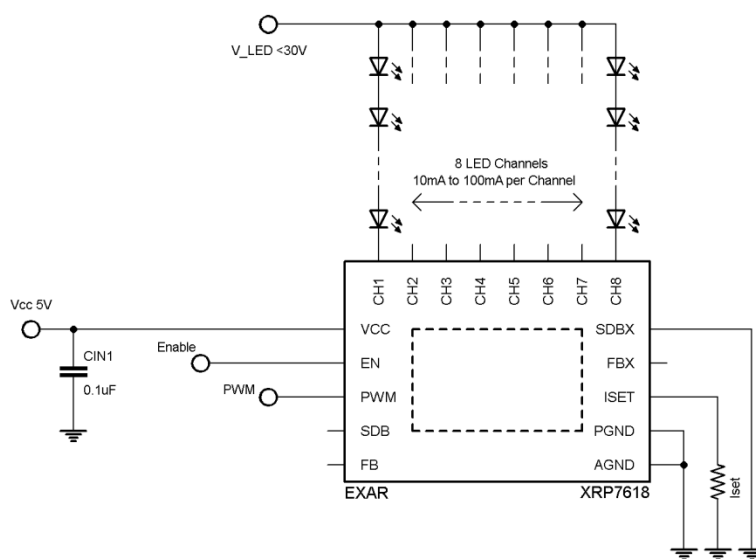 V_LED <30V
8 LED Channels
10mA to 100mA per Channel
CH1
CH2
CH3
CH4
CH5
CH6
CH7
CH8
Vcc 5V
VCC
SDBX
CIN1
0.1uF
Enable
EN
FBX
PWM
PWM
ISET
SDB
PGND
FB
AGND
Iset
EXAR
XRP7618